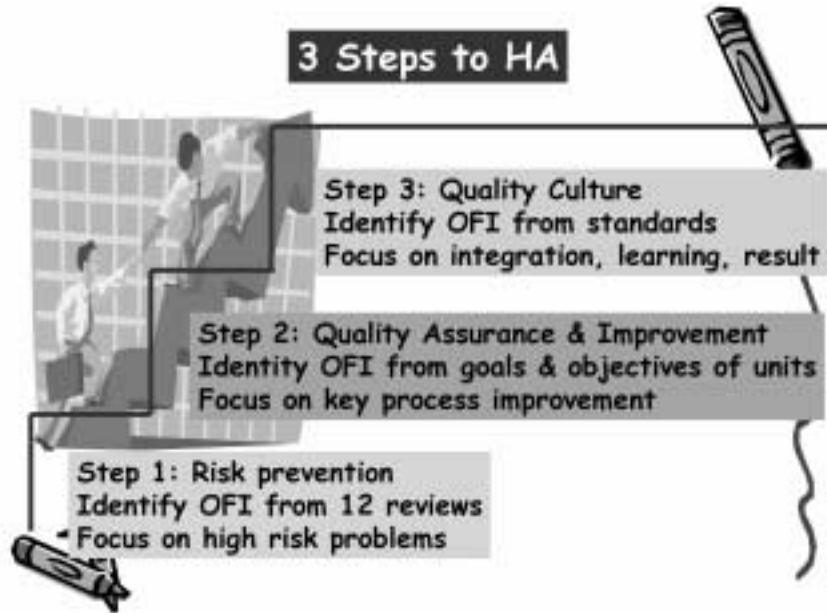 3 Steps to HA
Step 3: Quality Culture
Identify OFI from standards
Focus on integration, learning, result
Step 2: Quality Assurance & Improvement
Identity OFI from goals & objectives of units
Focus on key process improvement
Step 1: Risk prevention
Identify OFI from 12 reviews
Focus on high risk problems